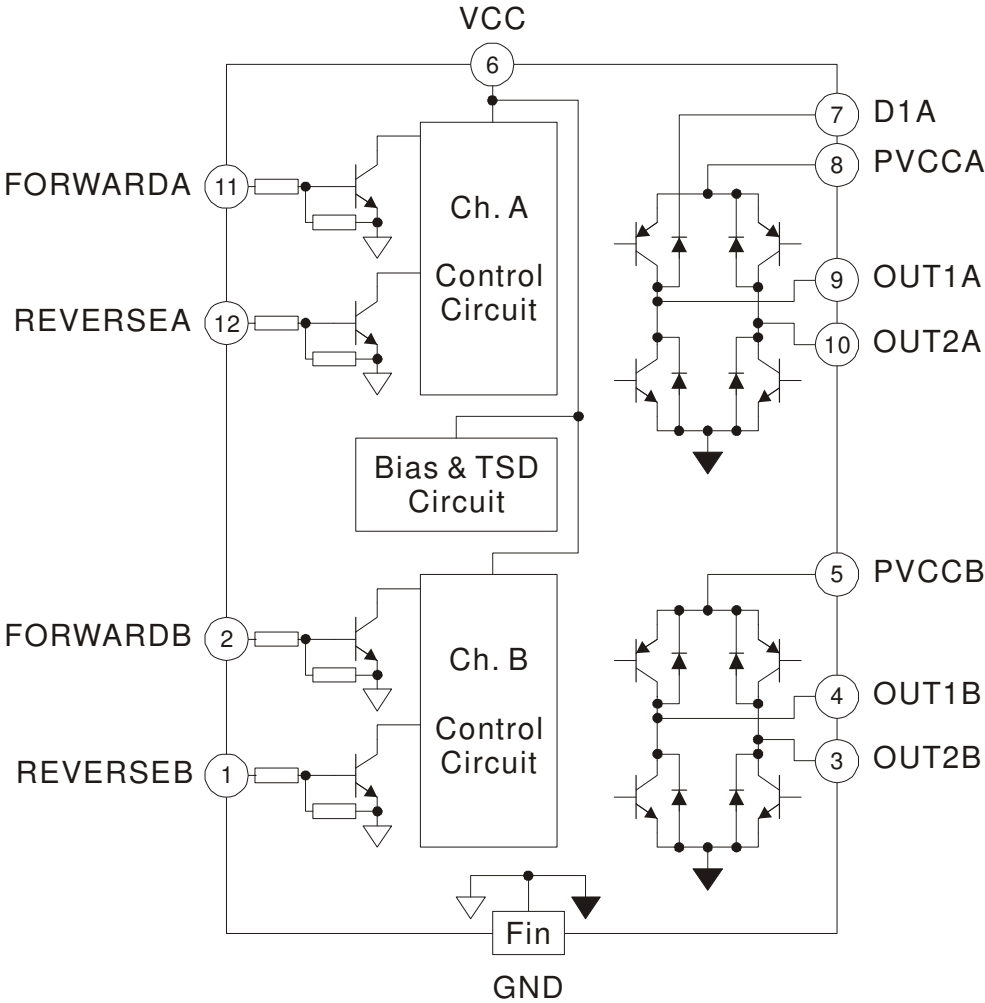 VCC
6
7
D1A
8
PVCCA
FORWARDA
11
Ch. A
Control
Circuit
9
OUT1A
REVERSEA
12
10
OUT2A
Bias & TSD
Circuit
5
PVCCB
FORWARDB
2
Ch. B
Control
Circuit
4
OUT1B
REVERSEB
1
3
OUT2B
Fin
GND